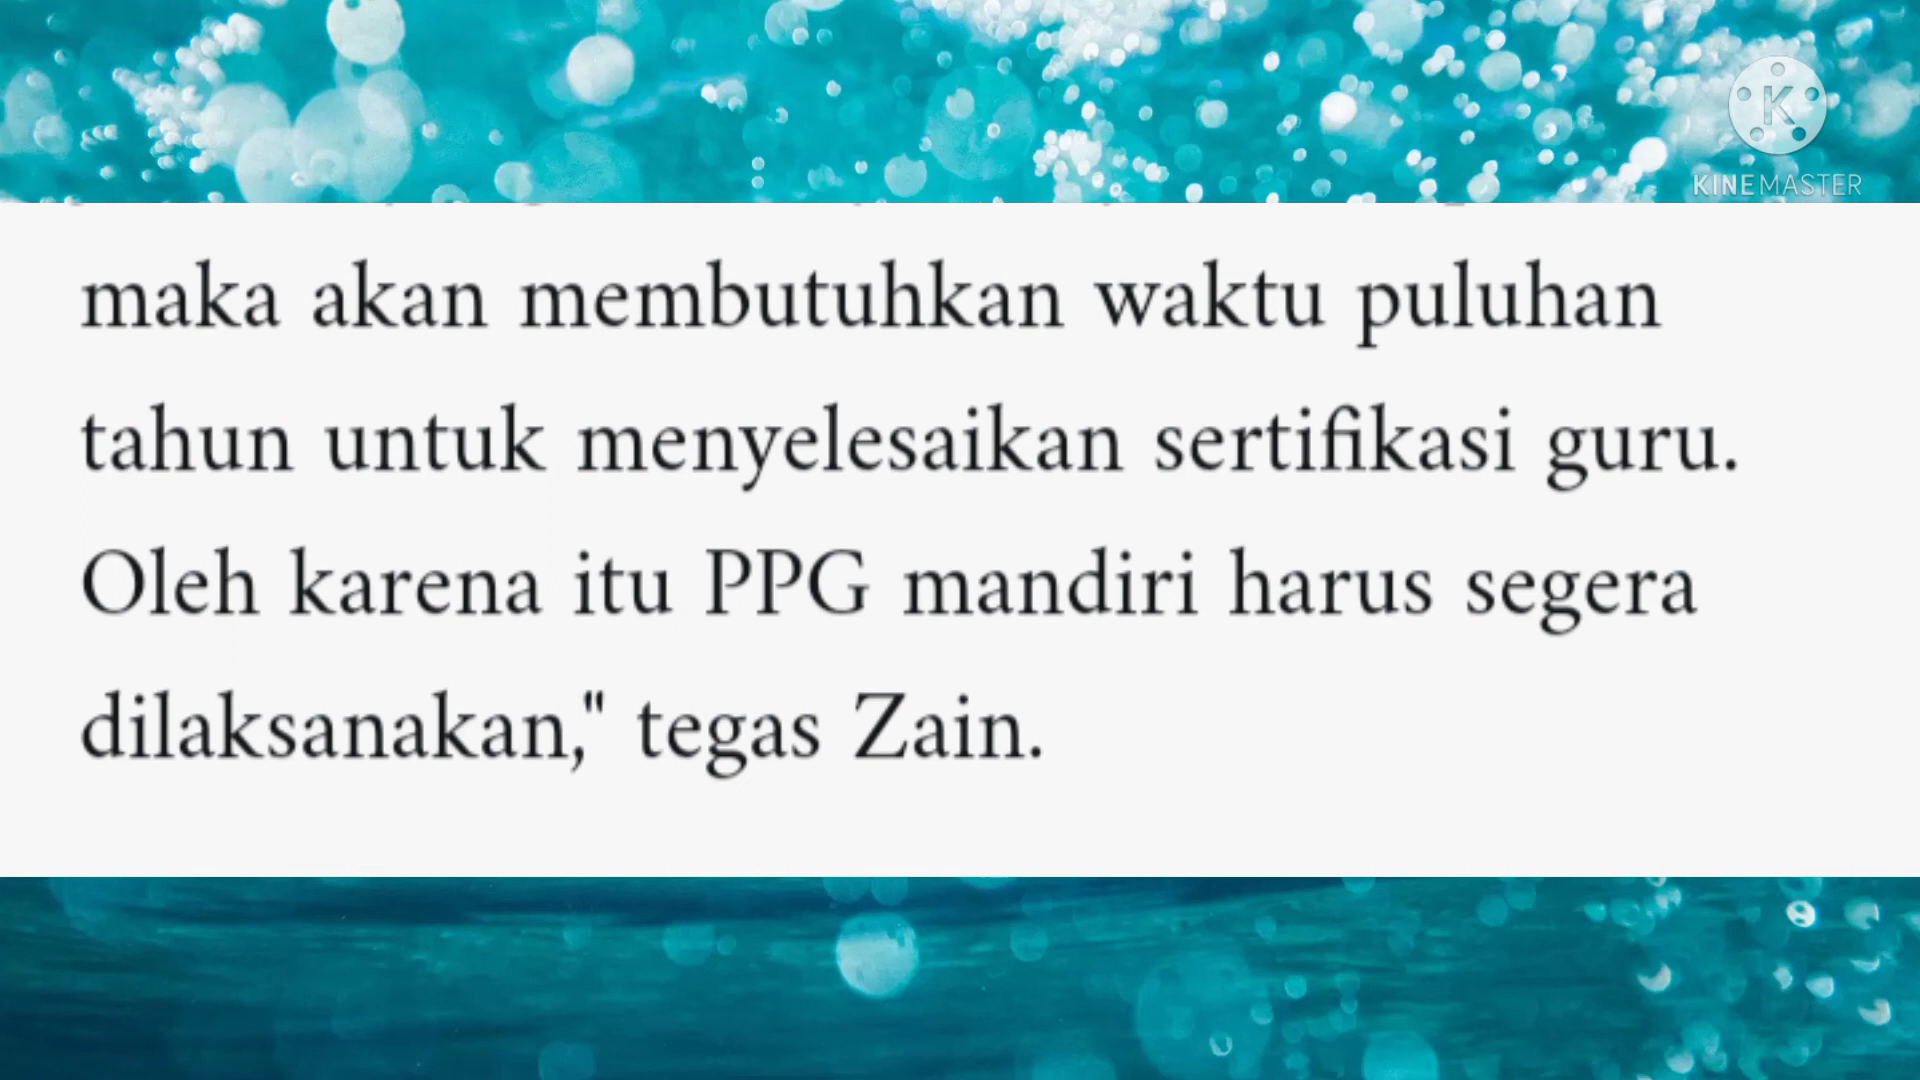 KINEMASTER
maka akan membutuhkan waktu puluhan
tahun untuk menyelesaikan sertifikasi guru.
Oleh karena itu PPG mandiri harus segera
dilaksanakan," tegas Zain.